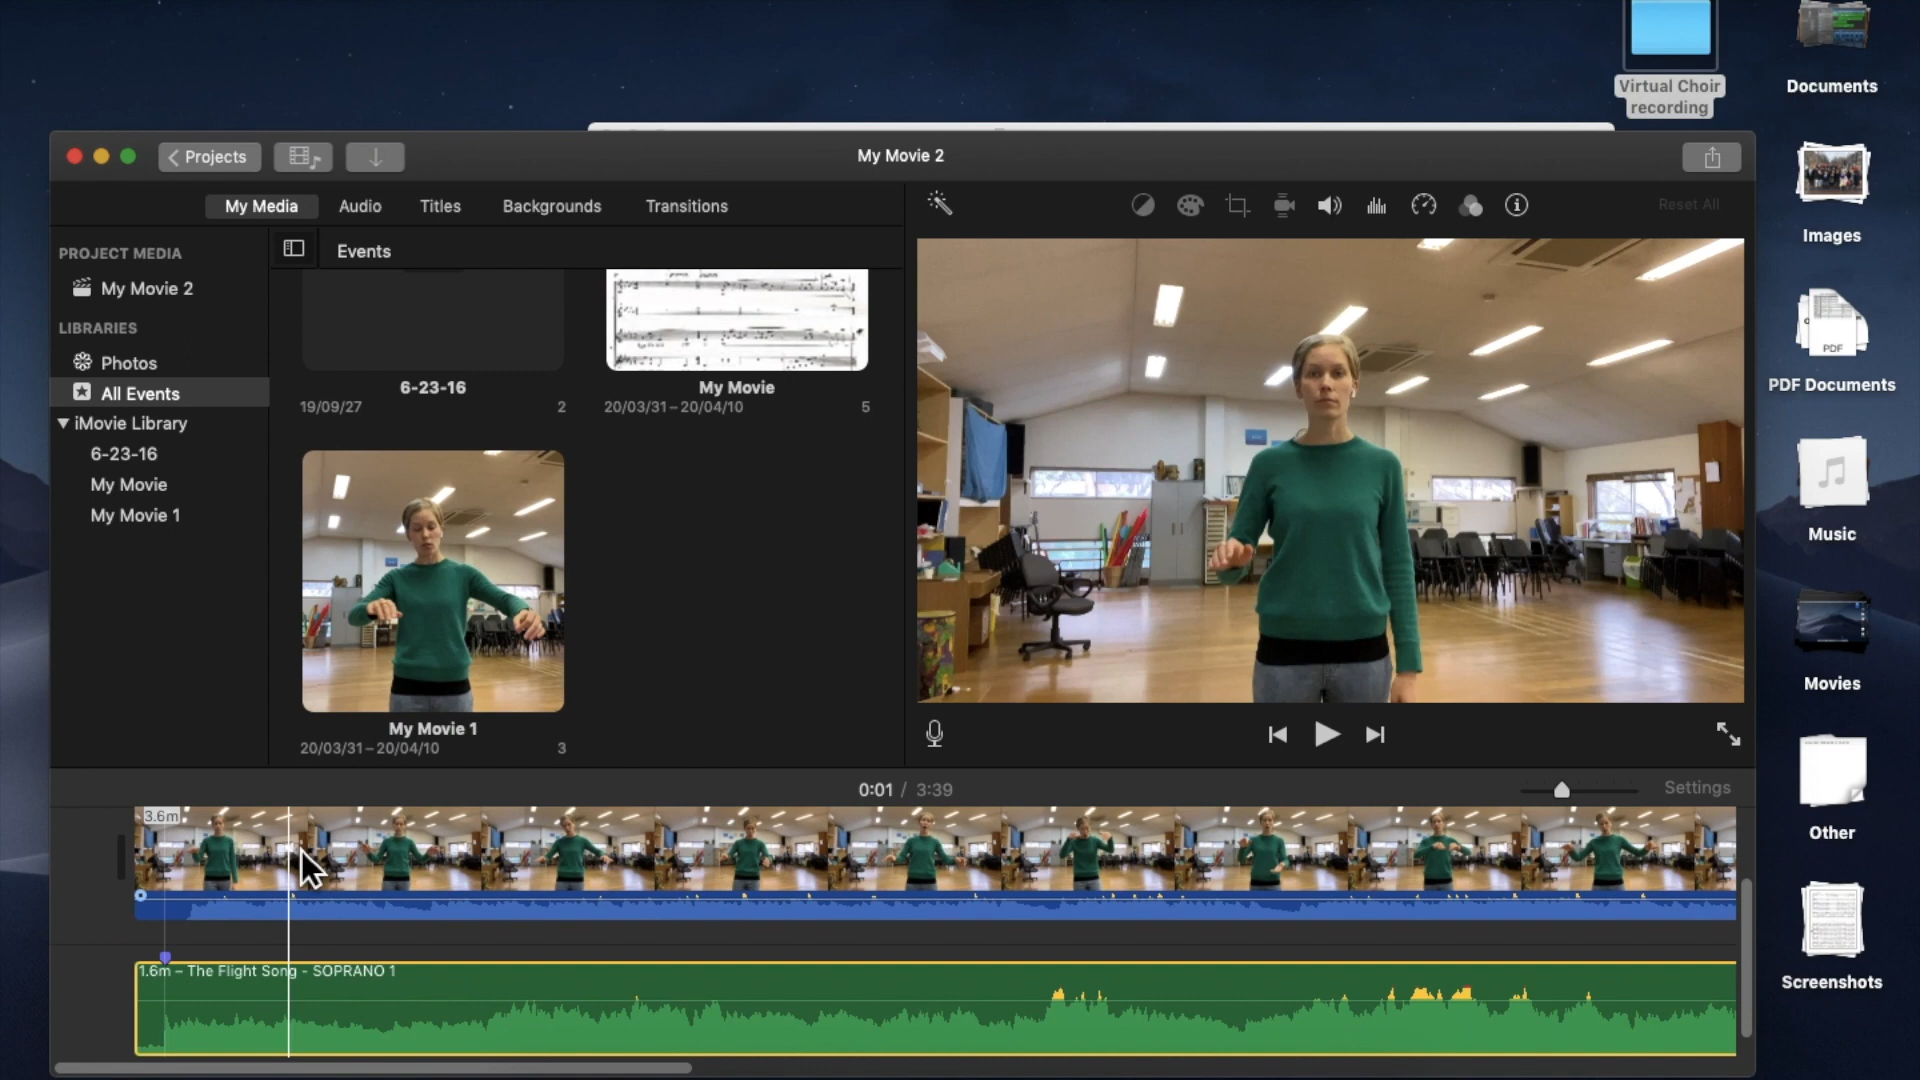 Virtual Choir
recording
Documents
Projects
My Movie 2
My Media
Audio
Titles
Backgrounds
Transitions
Reset All
PROJECT MEDIA
Events
My Movie 2
LIBRARIES
Photos
All Events
iMovie Library
6-23-16
My Movie
My Movie 1
6-23-16
19/09/27
2
My Movie
20/03/31 – 20/04/10
5
My Movie 1
20/03/31 – 20/04/10
3
0:01 / 3:39
Settings
3.6m
1.6m – The Flight Song - SOPRANO 1
Images
PDF
PDF Documents
Music
Movies
Other
Screenshots